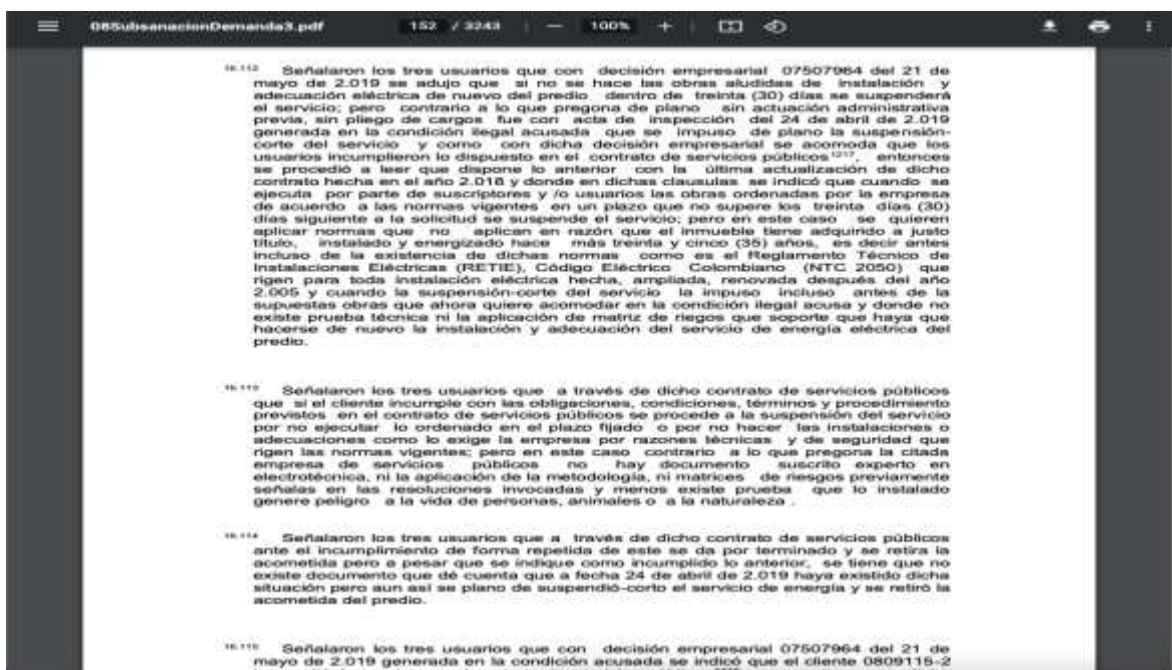 08SubsanacionDemanda3.pdf 152 / 3243 100%
16.112 Señalaron los tres usuarios que con decisión empresarial 07507964 del 21 de
mayo de 2.019 se adujo que si no se hace las obras aludidas de instalación y
adecuación eléctrica de nuevo del predio dentro de treinta (30) días se suspenderá
el servicio; pero contrario a lo que pregona de plano sin actuación administrativa
previa, sin pliego de cargos fue con acta de inspección del 24 de abril de 2.019
generada en la condición ilegal acusada que se impuso de plano la suspensión-
corte del servicio y como con dicha decisión empresarial se acomoda que los
usuarios incumplieron lo dispuesto en el contrato de servicios públicos 1217, entonces
se procedió a leer que dispone lo anterior con la última actualización de dicho
contrato hecha en el año 2.018 y donde en dichas clausulas se indicó que cuando se
ejecuta por parte de suscriptores y /o usuarios las obras ordenadas por la empresa
de acuerdo a las normas vigentes en un plazo que no supere los treinta días (30)
días siguiente a la solicitud se suspende el servicio; pero en este caso se quieren
aplicar normas que no aplican en razón que el inmueble tiene adquirido a justo
título, instalado y energizado hace más treinta y cinco (35) años, es decir antes
incluso de la existencia de dichas normas como es el Reglamento Técnico de
Instalaciones Eléctricas (RETIE), Código Eléctrico Colombiano (NTC 2050) que
rigen para toda instalación eléctrica hecha, ampliada, renovada después del año
2.005 y cuando la suspensión-corte del servicio la impuso incluso antes de la
supuestas obras que ahora quiere acomodar en la condición ilegal acusa y donde no
existe prueba técnica ni la aplicación de matriz de riegos que soporte que haya que
hacerse de nuevo la instalación y adecuación del servicio de energía eléctrica del
predio.
16.113 Señalaron los tres usuarios que a través de dicho contrato de servicios públicos
que si el cliente incumple con las obligaciones, condiciones, términos y procedimiento
previstos en el contrato de servicios públicos se procede a la suspensión del servicio
por no ejecutar lo ordenado en el plazo fijado o por no hacer las instalaciones o
adecuaciones como lo exige la empresa por razones técnicas y de seguridad que
rigen las normas vigentes; pero en este caso contrario a lo que pregona la citada
empresa de servicios públicos no hay documento suscrito experto en
electrotécnica, ni la aplicación de la metodología, ni matrices de riesgos previamente
señalas en las resoluciones invocadas y menos existe prueba que lo instalado
genere peligro a la vida de personas, animales o a la naturaleza .
16.114 Señalaron los tres usuarios que a través de dicho contrato de servicios públicos
ante el incumplimiento de forma repetida de este se da por terminado y se retira la
acometida pero a pesar que se indique como incumplido lo anterior, se tiene que no
existe documento que dé cuenta que a fecha 24 de abril de 2.019 haya existido dicha
situación pero aun así se plano de suspendió-corto el servicio de energía y se retiró la
acometida del predio.
16.115 Señalaron los tres usuarios que con decisión empresarial 07507964 del 21 de
mayo de 2.019 generada en la condición acusada se indicó que el cliente 0809115-2